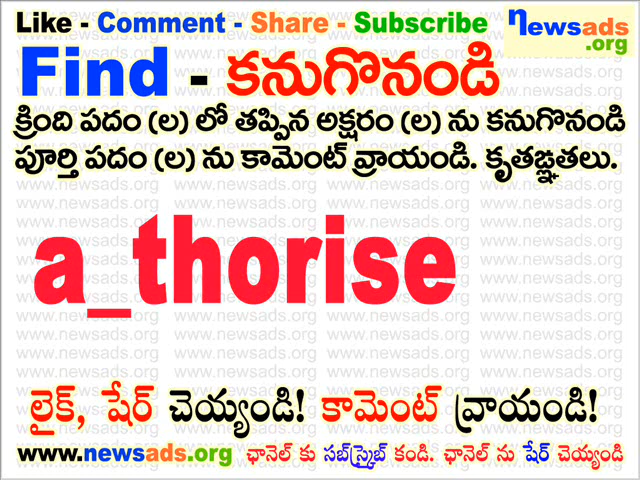 Like - Comment - Share - Subscribe
newsads
.org
Find - కనుగొనండి
క్రింది పదం (ల) లో తప్పిన అక్షరం (ల) ను కనుగొనండి
పూర్తి పదం (ల) ను కామెంట్ వ్రాయండి. కృతఙ్ఞతలు.
a_thorise
లైక్, షేర్ చెయ్యండి! కామెంట్ వ్రాయండి!
www.newsads.org ఛానెల్ కు సబ్‌స్క్రైబ్ కండి. ఛానెల్ ను షేర్ చెయ్యండి